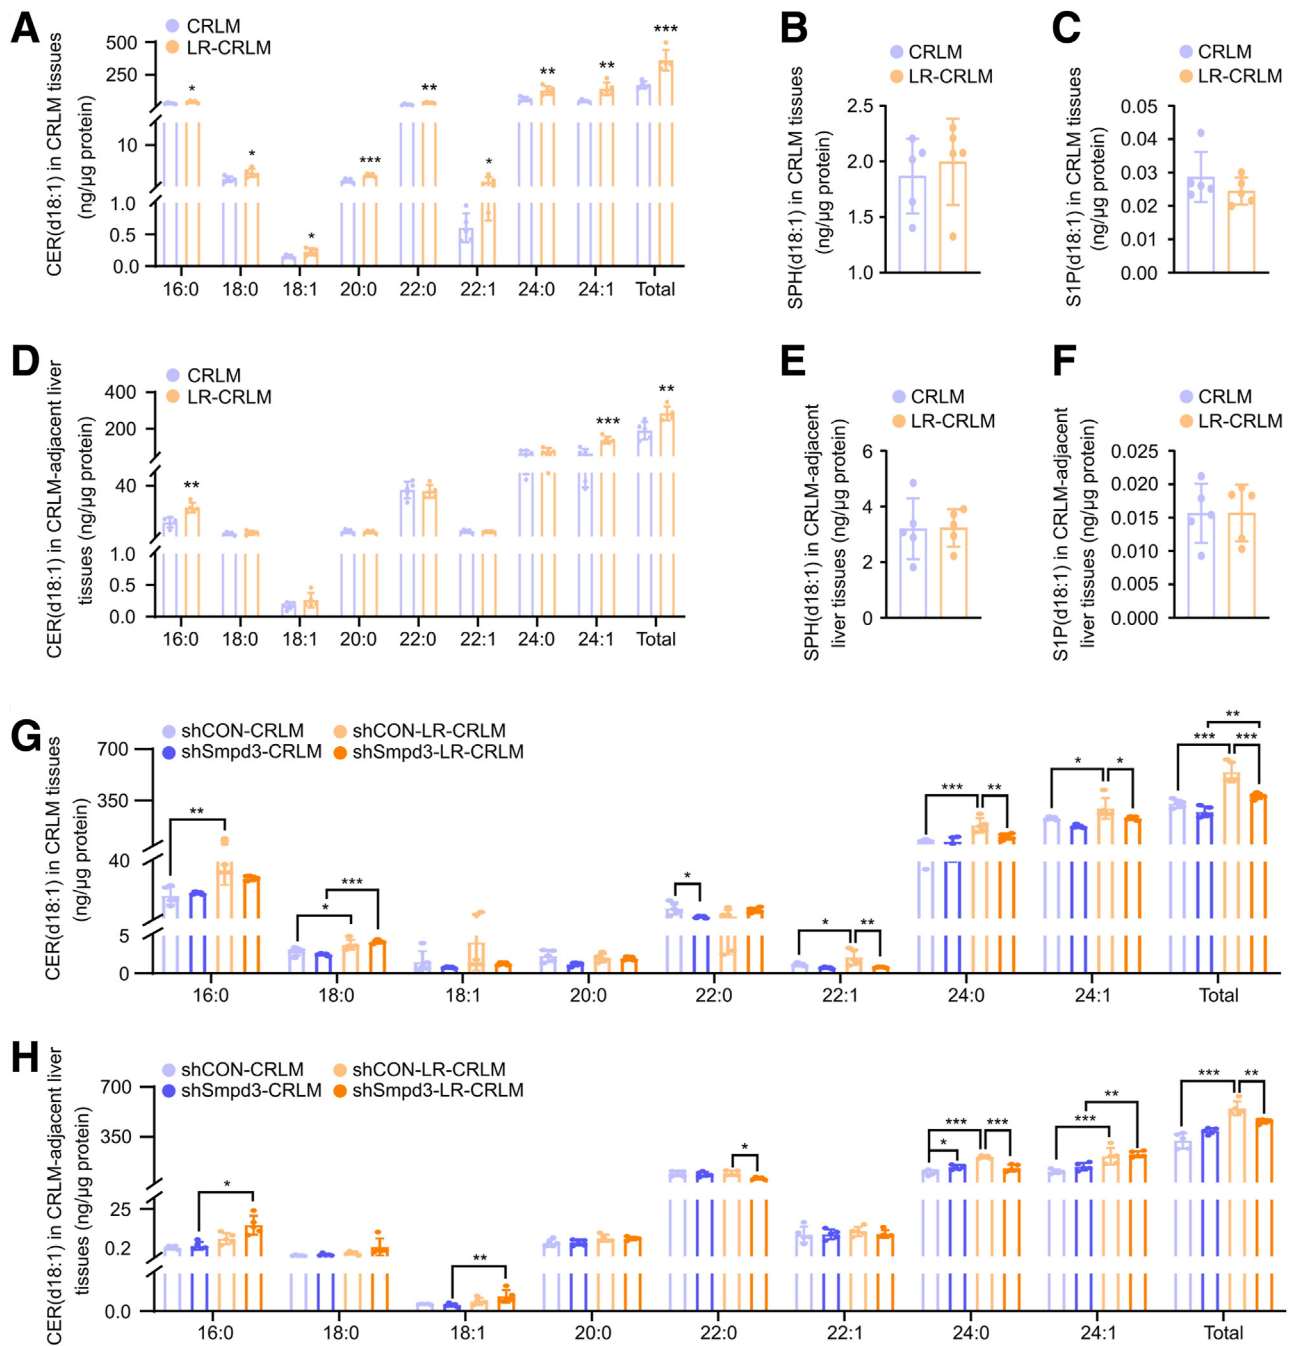 A
CRLM
LR-CRLM
CER(d18:1) in CRLM tissues
(ng/µg protein)
500
250
10
1.0
0.5
0.0
* * * *** ** * ** ** ***
16:0 18:0 18:1 20:0 22:0 22:1 24:0 24:1 Total
B
CRLM
LR-CRLM
SPH(d18:1) in CRLM tissues
(ng/µg protein)
2.5
2.0
1.5
1.0
C
CRLM
LR-CRLM
S1P(d18:1) in CRLM tissues
(ng/µg protein)
0.05
0.04
0.03
0.02
0.01
0.00
D
CRLM
LR-CRLM
CER(d18:1) in CRLM-adjacent liver
tissues (ng/µg protein)
400
200
40
1.0
0.5
0.0
** *** **
16:0 18:0 18:1 20:0 22:0 22:1 24:0 24:1 Total
E
CRLM
LR-CRLM
SPH(d18:1) in CRLM-adjacent
liver tissues (ng/µg protein)
6
4
2
0
F
CRLM
LR-CRLM
S1P(d18:1) in CRLM-adjacent
liver tissues (ng/µg protein)
0.025
0.020
0.015
0.010
0.005
0.000
G
shCON-CRLM shCON-LR-CRLM
shSmpd3-CRLM shSmpd3-LR-CRLM
CER(d18:1) in CRLM tissues
(ng/µg protein)
700
350
40
5
0
** * *** * * ** *** ** * * *** *** **
16:0 18:0 18:1 20:0 22:0 22:1 24:0 24:1 Total
H
shCON-CRLM shCON-LR-CRLM
shSmpd3-CRLM shSmpd3-LR-CRLM
CER(d18:1) in CRLM-adjacent liver
tissues (ng/µg protein)
700
350
25
0.2
0.0
* ** * *** * *** *** ** *** **
16:0 18:0 18:1 20:0 22:0 22:1 24:0 24:1 Total